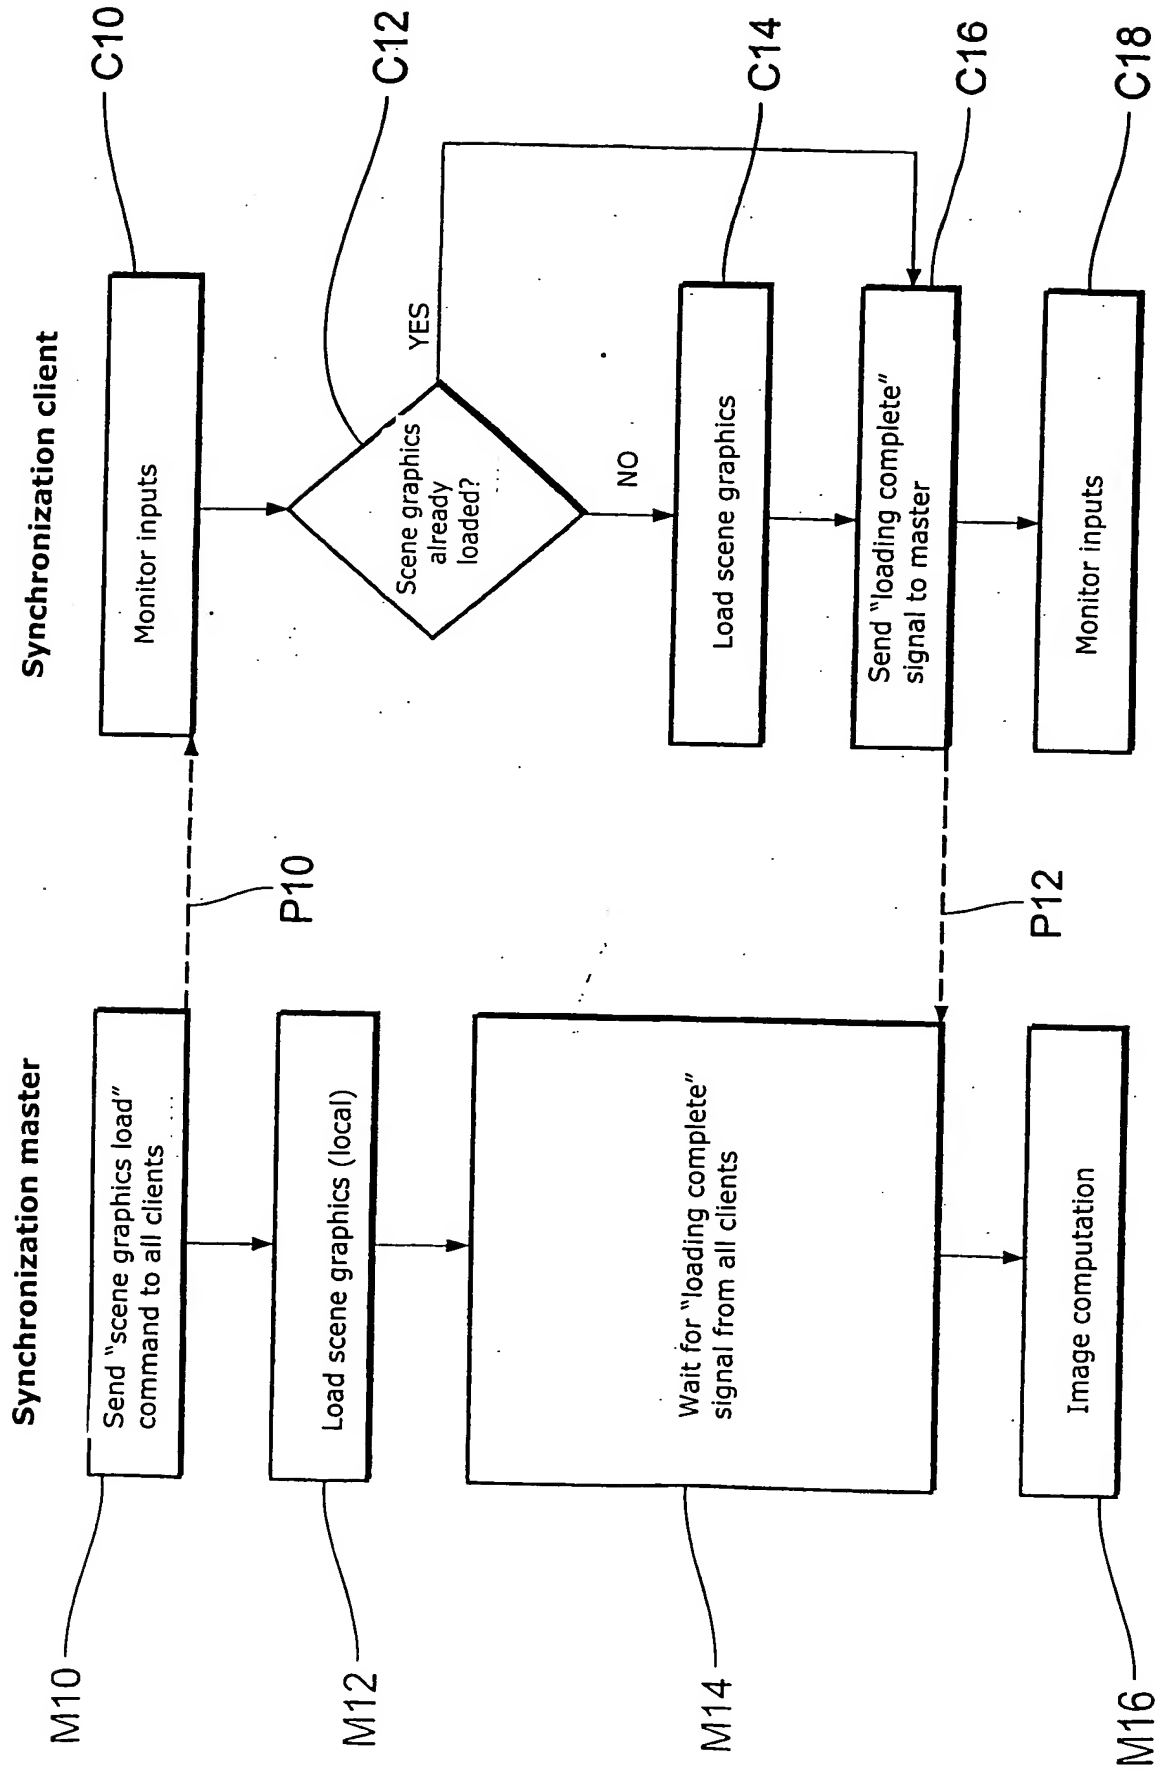 Synchronization master
Synchronization client
M10
Send “scene graphics load”
command to all clients
P10
Monitor inputs
C10
M12
Load scene graphics (local)
Scene graphics
already
loaded?
C12
YES
NO
M14
Wait for “loading complete”
signal from all clients
Load scene graphics
C14
P12
Send “loading complete”
signal to master
C16
M16
Image computation
Monitor inputs
C18